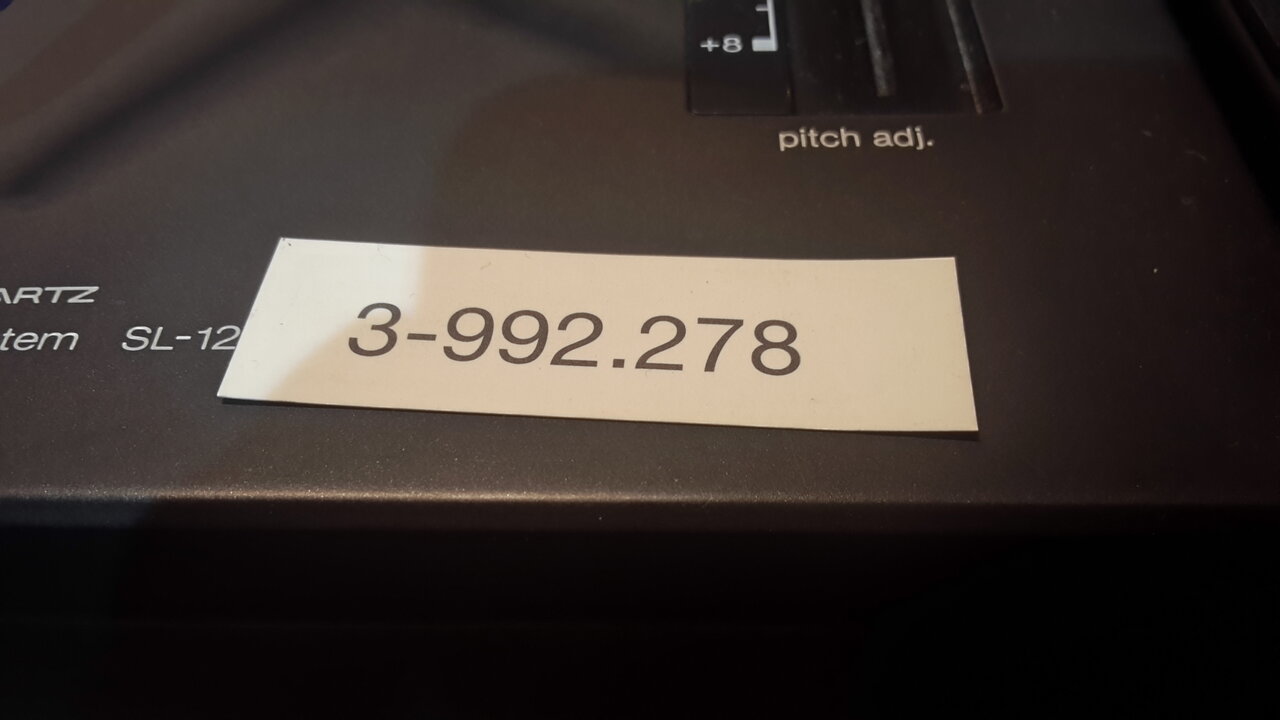 +8
pitch adj.
ARTZ
tem SL-12
3-992.278